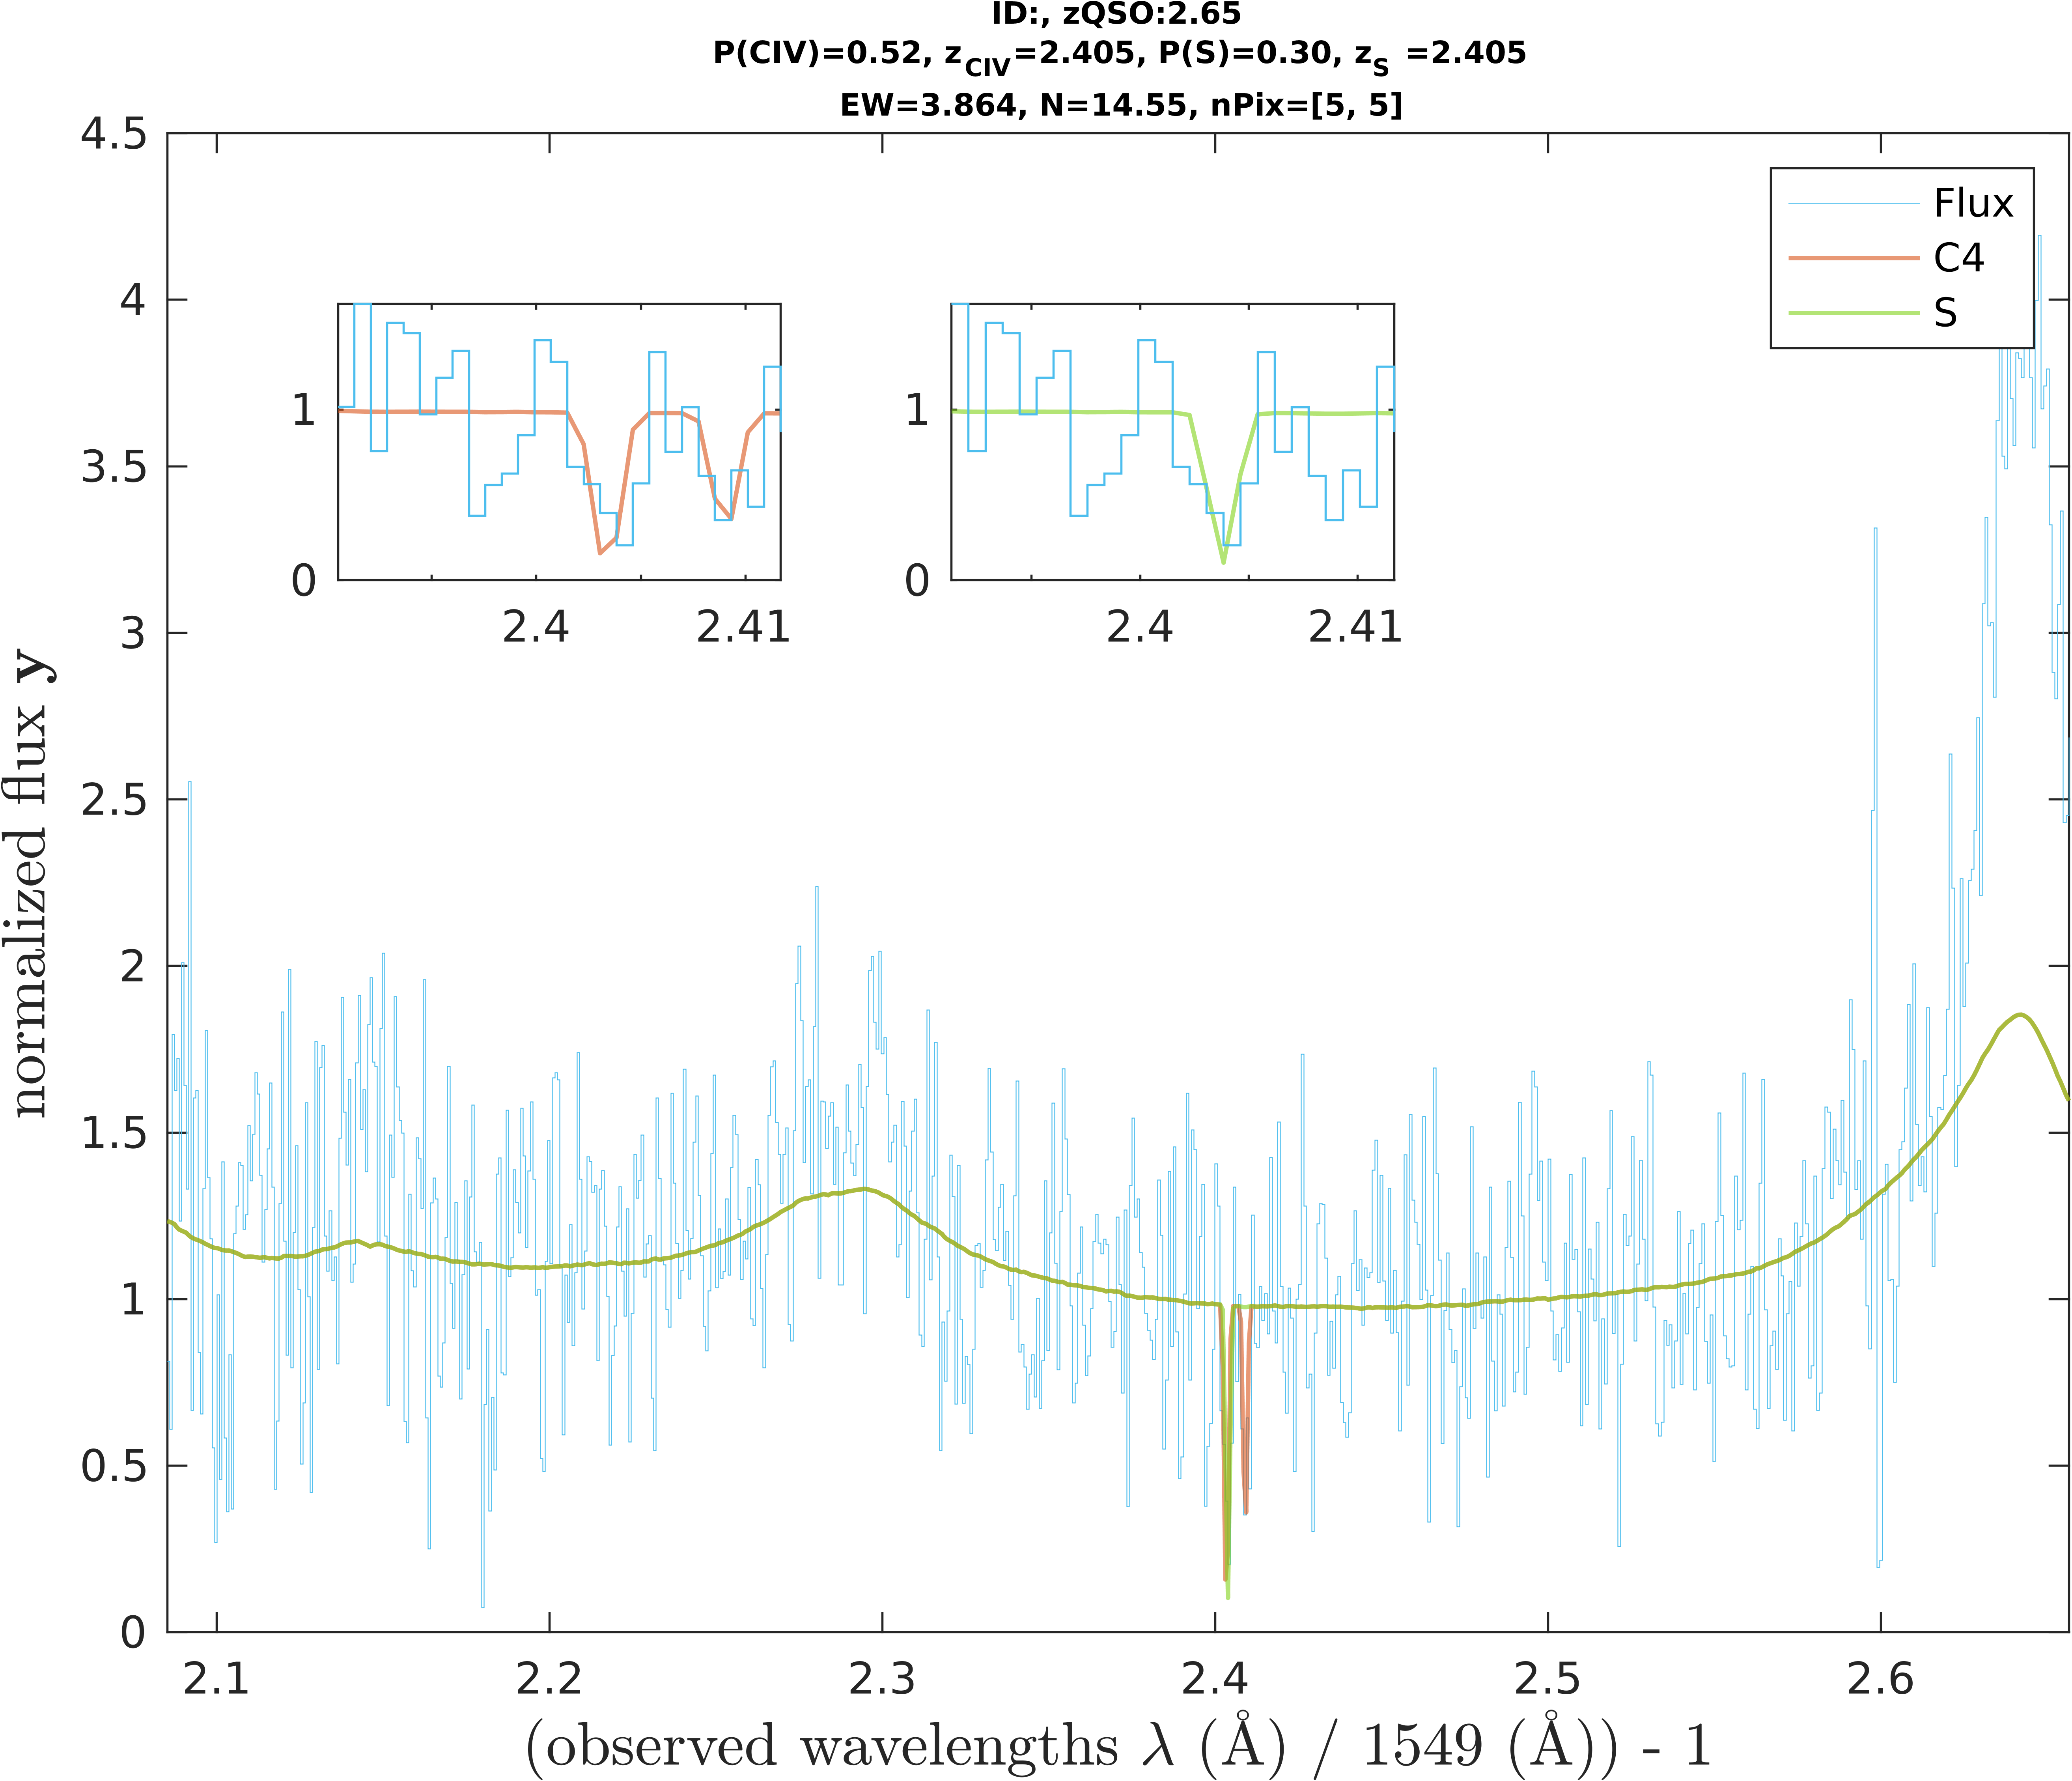 ID:, zQSO:2.65
P(CIV)=0.52, z_CIV=2.405, P(S)=0.30, z_S =2.405
EW=3.864, N=14.55, nPix=[5, 5]
4.5
4
3.5
3
2.5
2
1.5
1
0.5
0
normalized flux y
Flux
C4
S
1
0
2.4 2.41
1
0
2.4 2.41
2.1 2.2 2.3 2.4 2.5 2.6
(observed wavelengths λ (Å) / 1549 (Å)) - 1